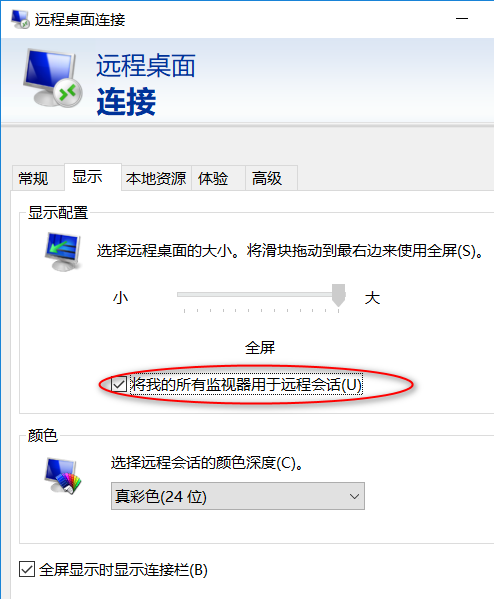 远程桌面连接
远程桌面
连接
常规 显示 本地资源 体验 高级
显示配置
选择远程桌面的大小。将滑块拖动到最右边来使用全屏(S)。
小 大
全屏
将我的所有监视器用于远程会话(U)
颜色
选择远程会话的颜色深度(C)。
真彩色(24 位)
全屏显示时显示连接栏(B)